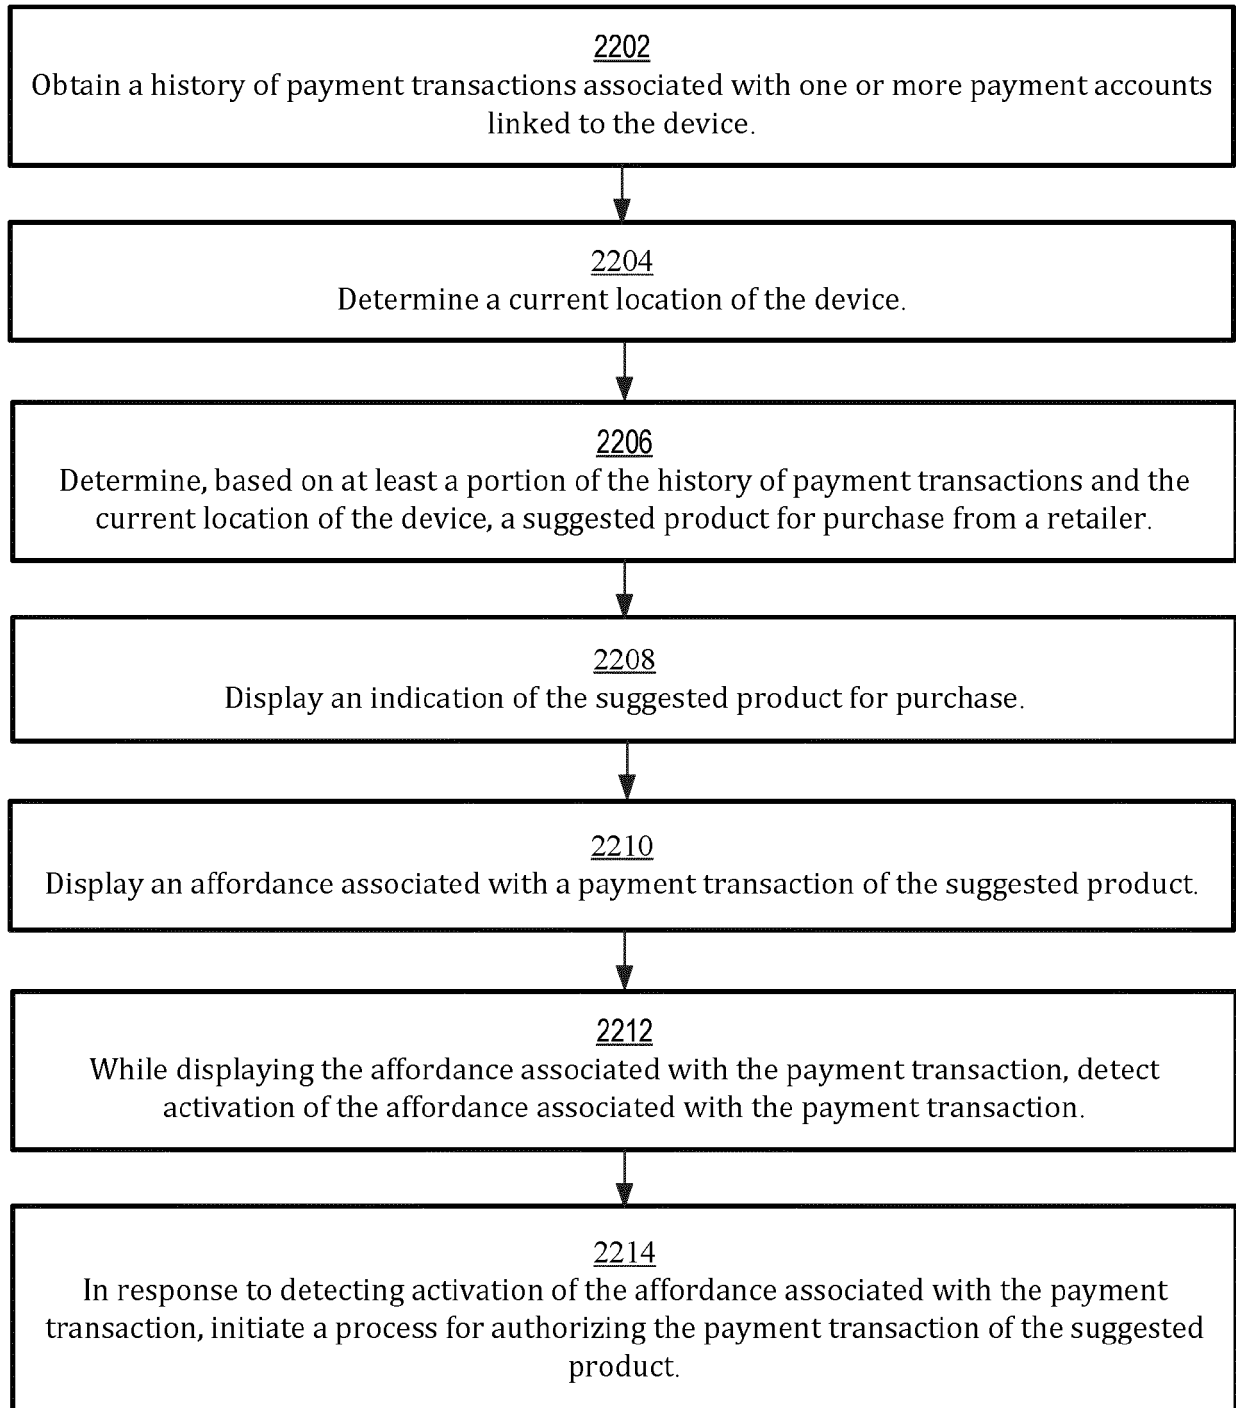 2202
Obtain a history of payment transactions associated with one or more payment accounts
linked to the device.
2204
Determine a current location of the device.
2206
Determine, based on at least a portion of the history of payment transactions and the
current location of the device, a suggested product for purchase from a retailer.
2208
Display an indication of the suggested product for purchase.
2210
Display an affordance associated with a payment transaction of the suggested product.
2212
While displaying the affordance associated with the payment transaction, detect
activation of the affordance associated with the payment transaction.
2214
In response to detecting activation of the affordance associated with the payment
transaction, initiate a process for authorizing the payment transaction of the suggested
product.